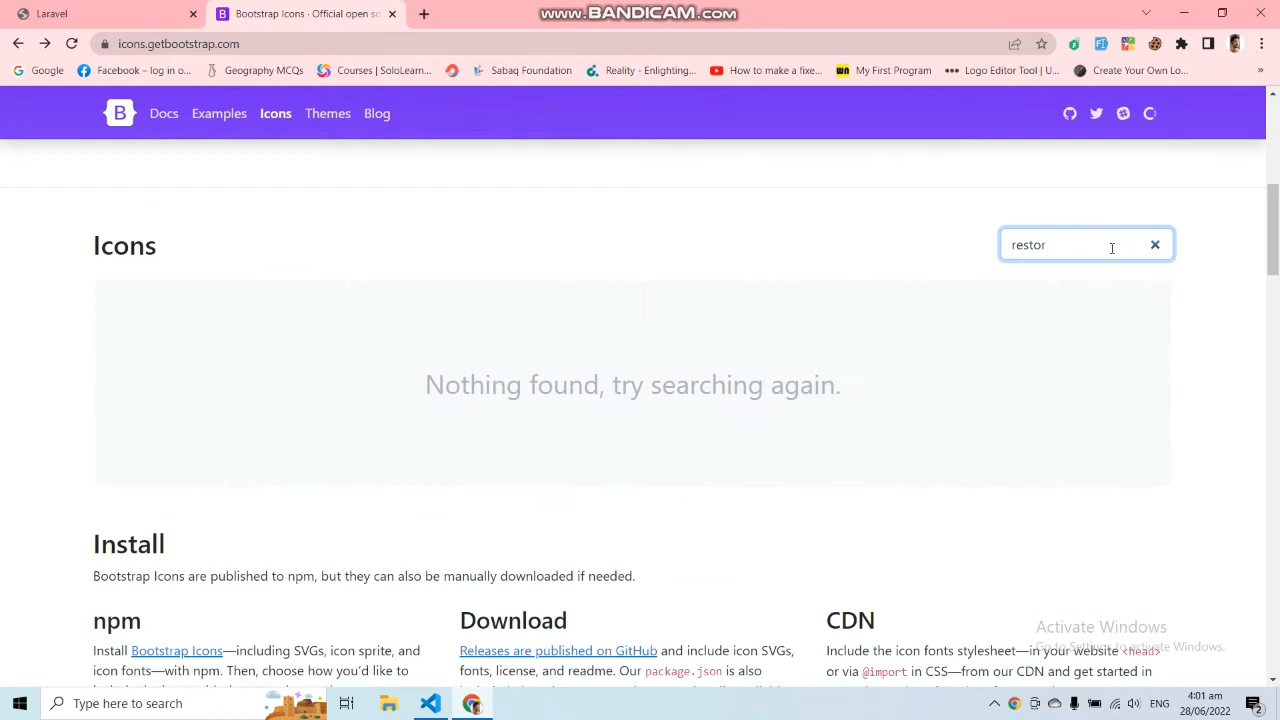 Laravel
Bootstrap Icons · Official open so
www.BANDICAM.com
icons.getbootstrap.com
Google
Facebook log in o...
Geography MCQs
Courses | SoloLearn...
Sabaq Foundation
Reality - Enlighting...
How to make a fixe...
My First Program
Logo Editor Tool | U...
Create Your Own Lo...
»
B Docs Examples Icons Themes Blog
Icons
restor
Nothing found, try searching again.
Install
Bootstrap Icons are published to npm, but they can also be manually downloaded if needed.
npm
Install Bootstrap Icons—including SVGs, icon sprite, and
icon fonts—with npm. Then, choose how you'd like to
Download
Releases are published on GitHub and include icon SVGs,
fonts, license, and readme. Our package.json is also
CDN
Include the icon fonts stylesheet—in your website <head>
or via @import in CSS—from our CDN and get started in
Activate Windows
Go to Settings to activate Windows.
Type here to search
ENG
4:01 am
28/06/2022
2